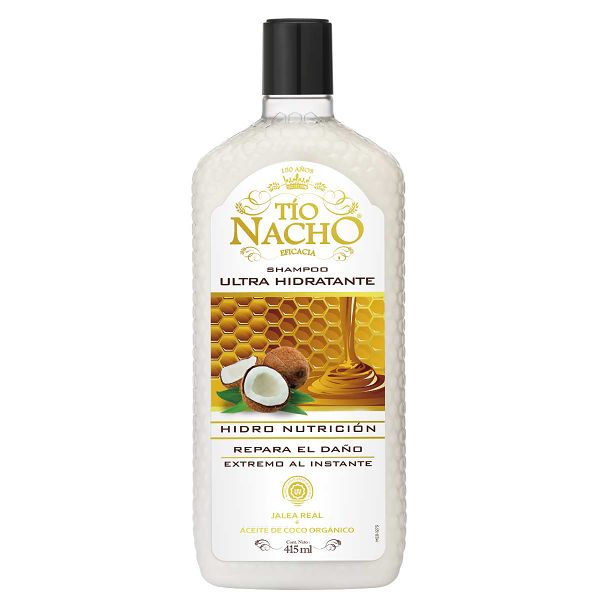 150 AÑOS
TÍO
NACHO®
EFICACIA
SHAMPOO
ULTRA HIDRATANTE
HIDRO NUTRICIÓN
REPARA EL DAÑO
EXTREMO AL INSTANTE
JALEA REAL
+
ACEITE DE COCO ORGÁNICO
Cont. Neto:
415 ml